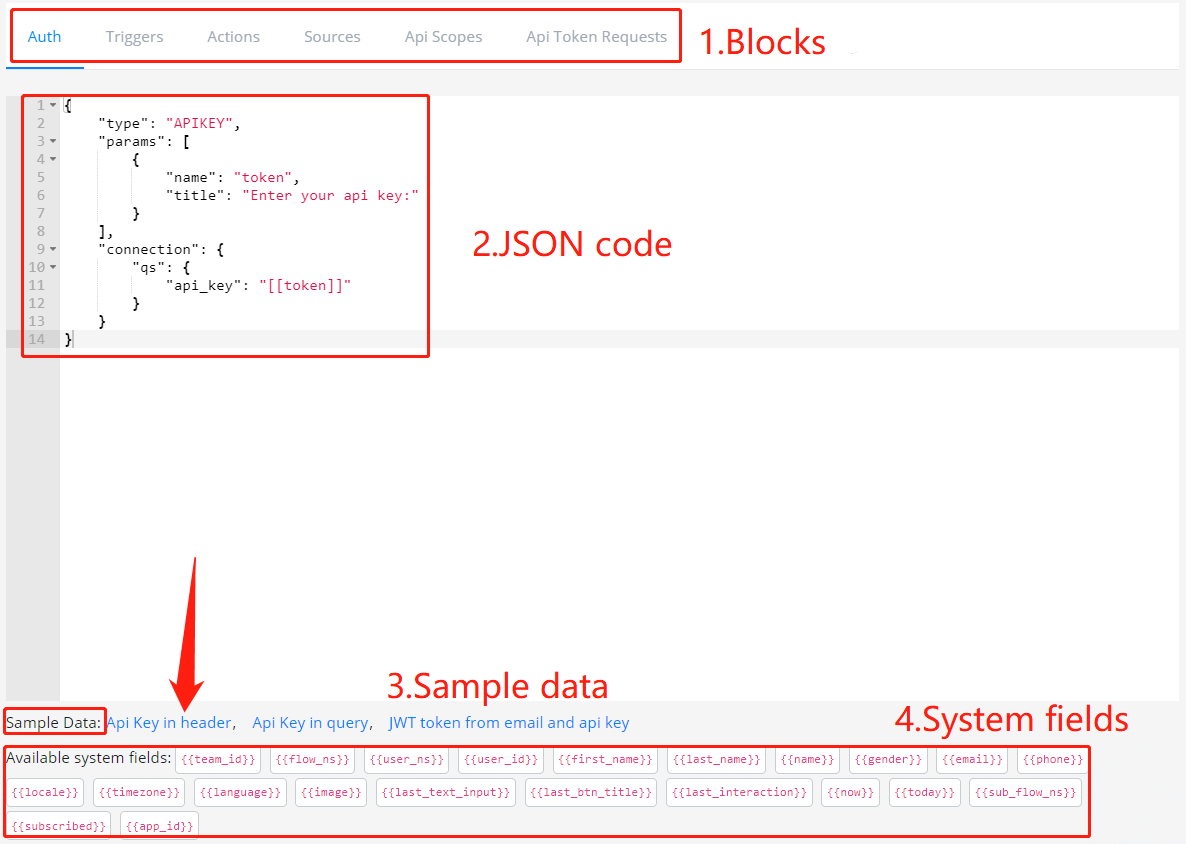 Auth Triggers Actions Sources Api Scopes Api Token Requests 1.Blocks
1 {
2 "type": "APIKEY",
3 "params": [
4 {
5 "name": "token",
6 "title": "Enter your api key:"
7 }
8 ],
9 "connection": {
10 "qs": {
11 "api_key": "[[token]]"
12 }
13 }
14 }
2.JSON code
3.Sample data
4.System fields
Sample Data: Api Key in header, Api Key in query, JWT token from email and api key
Available system fields: {{team_id}} {{flow_ns}} {{user_ns}} {{user_id}} {{first_name}} {{last_name}} {{name}} {{gender}} {{email}} {{phone}}
{{locale}} {{timezone}} {{language}} {{image}} {{last_text_input}} {{last_btn_title}} {{last_interaction}} {{now}} {{today}} {{sub_flow_ns}}
{{subscribed}} {{app_id}}